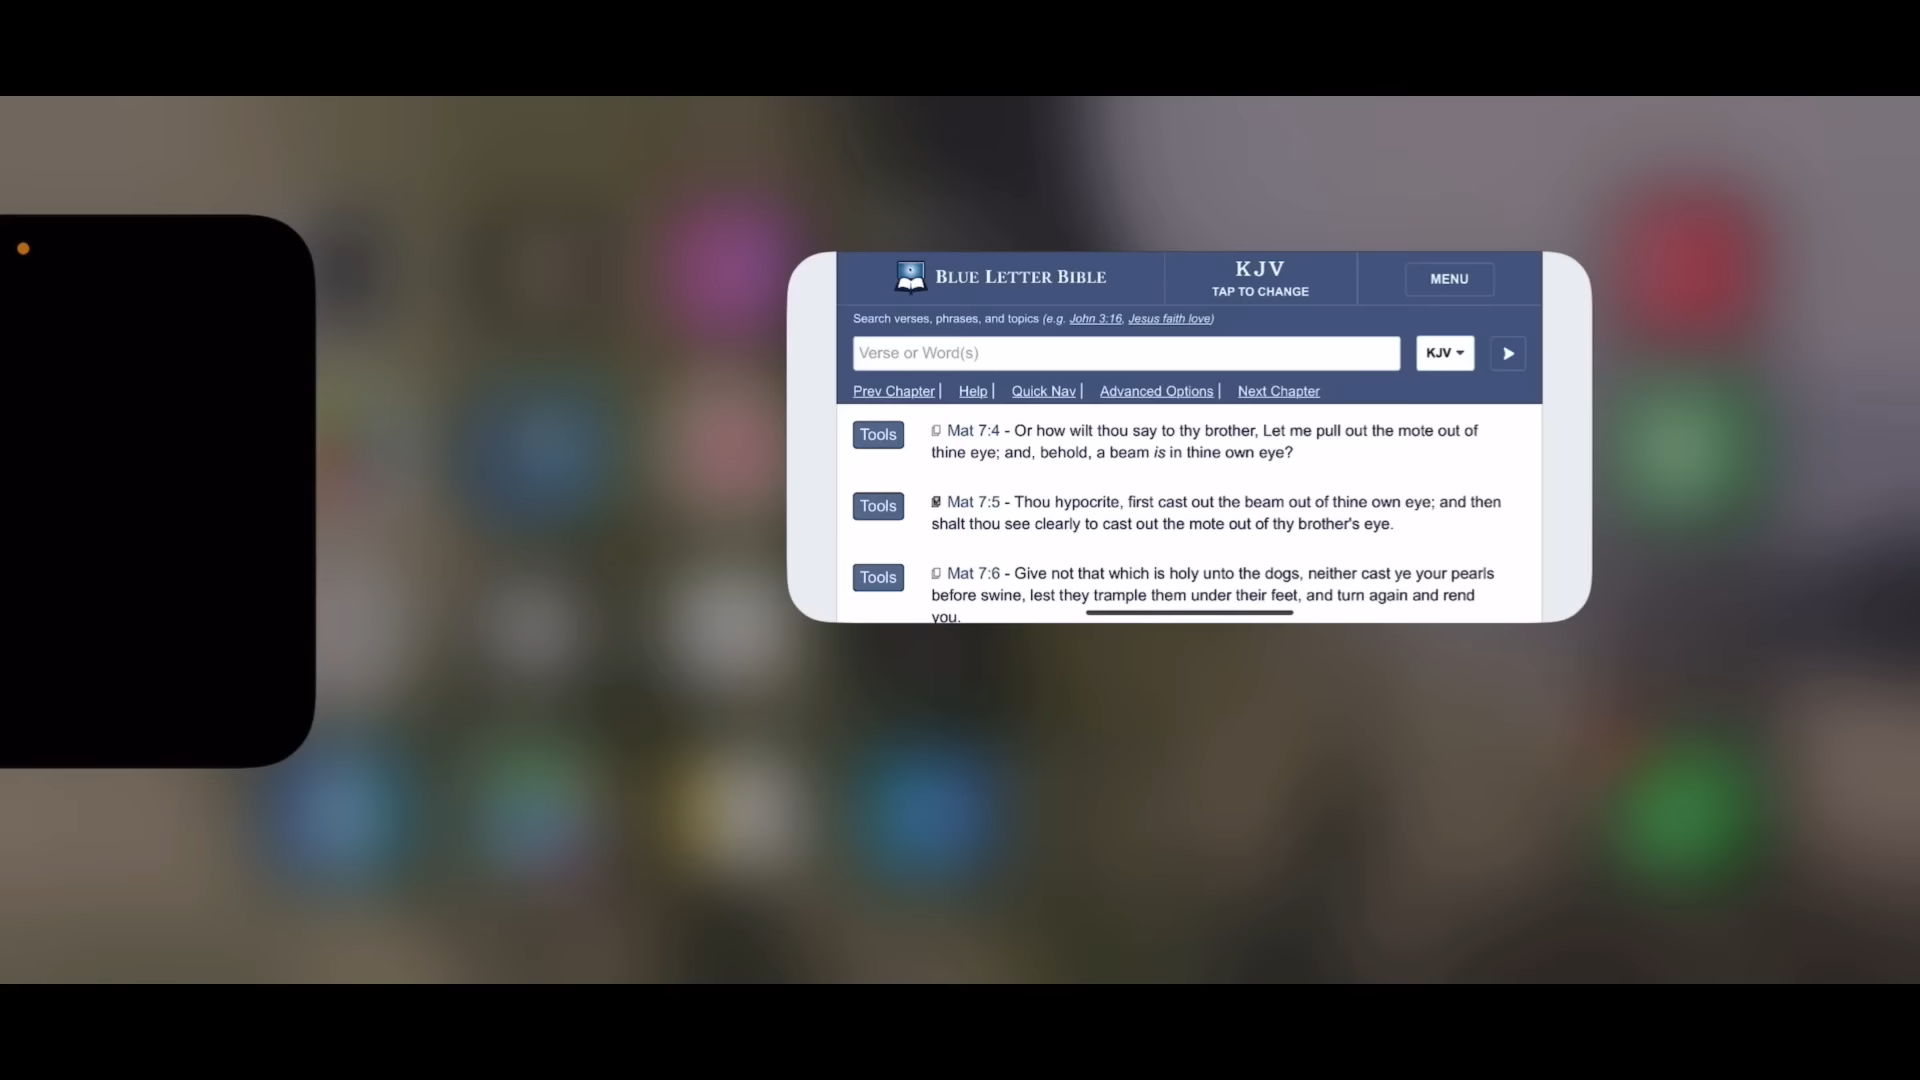 BLUE LETTER BIBLE
KJV
TAP TO CHANGE
MENU
Search verses, phrases, and topics (e.g. John 3:16, Jesus faith love)
Verse or Word(s)
KJV
Prev Chapter | Help | Quick Nav | Advanced Options | Next Chapter
Tools
Mat 7:4 - Or how wilt thou say to thy brother, Let me pull out the mote out of
thine eye; and, behold, a beam is in thine own eye?
Tools
Mat 7:5 - Thou hypocrite, first cast out the beam out of thine own eye; and then
shalt thou see clearly to cast out the mote out of thy brother's eye.
Tools
Mat 7:6 - Give not that which is holy unto the dogs, neither cast ye your pearls
before swine, lest they trample them under their feet, and turn again and rend
you.